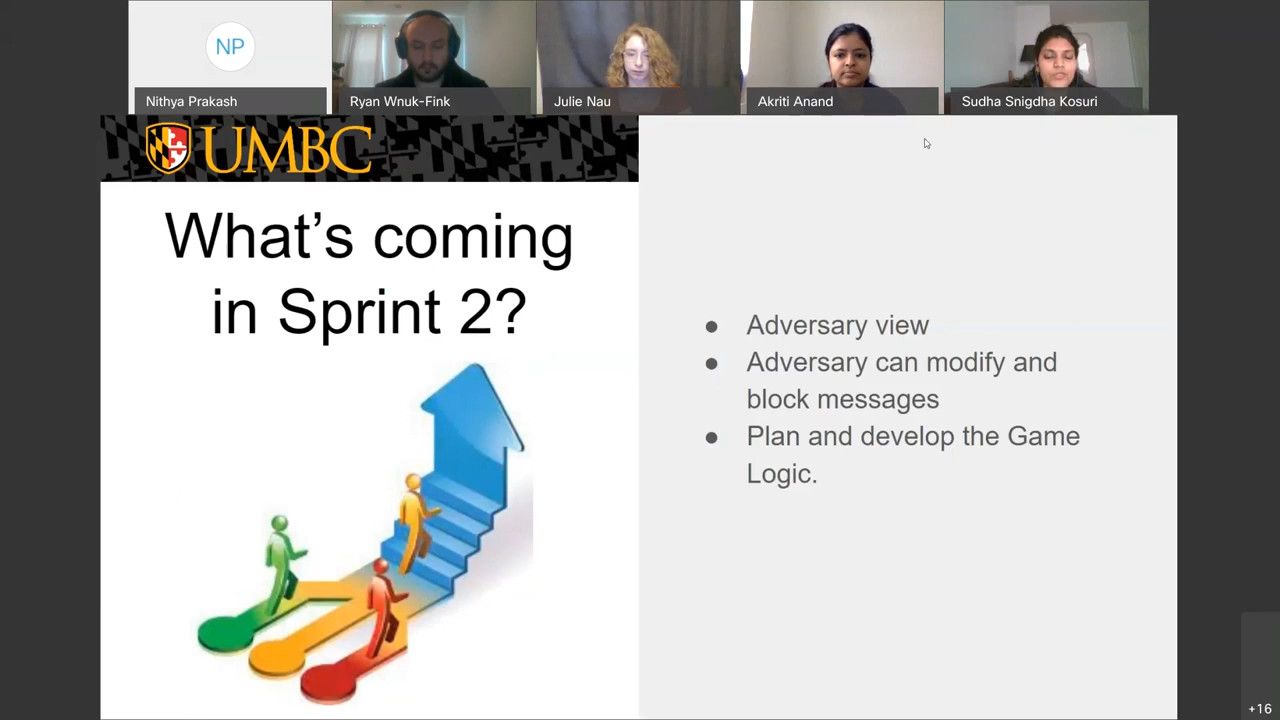 NP
Nithya Prakash
Ryan Wnuk-Fink
Julie Nau
Akriti Anand
Sudha Snigdha Kosuri
UMBC
What's coming
in Sprint 2?
● Adversary view
● Adversary can modify and
block messages
● Plan and develop the Game
Logic.
+16